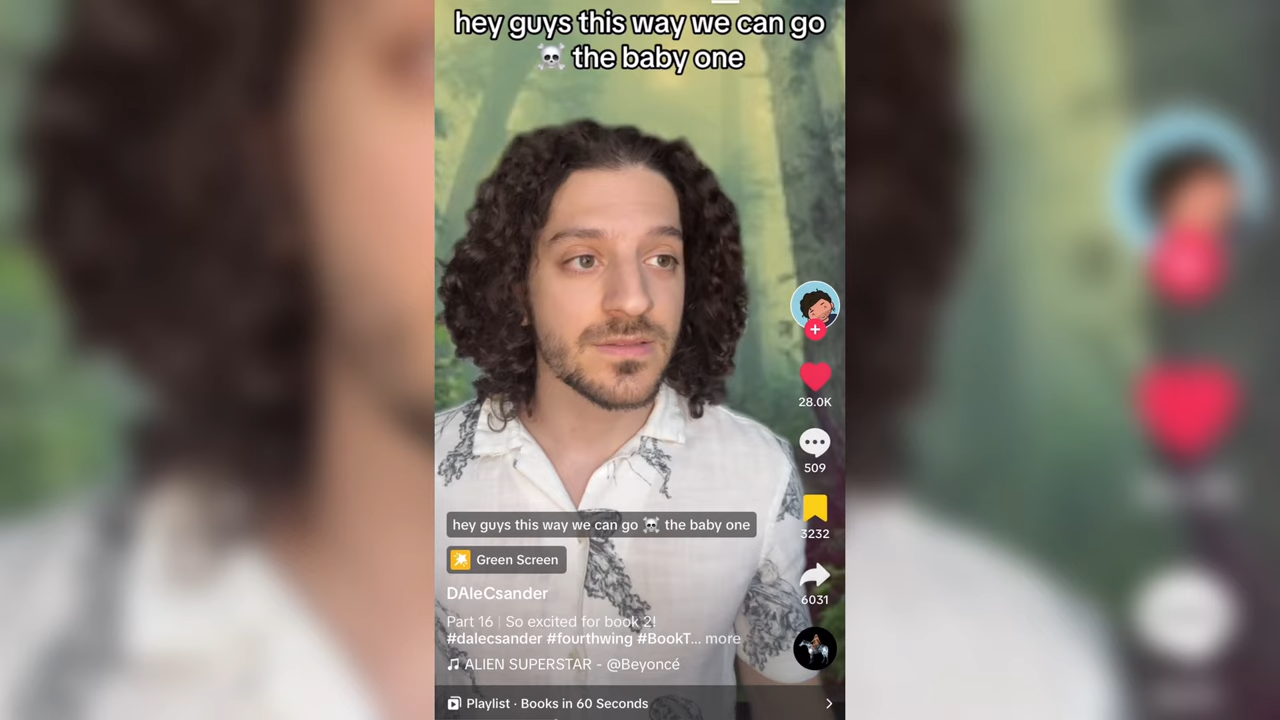 hey guys this way we can go
☠️ the baby one
28.0K
509
hey guys this way we can go ☠️ the baby one
3232
Green Screen
DAleCsander
6031
Part 16 | So excited for book 2!
#dalecsander #fourthwing #BookT... more
ALIEN SUPERSTAR - @Beyoncé
Playlist · Books in 60 Seconds